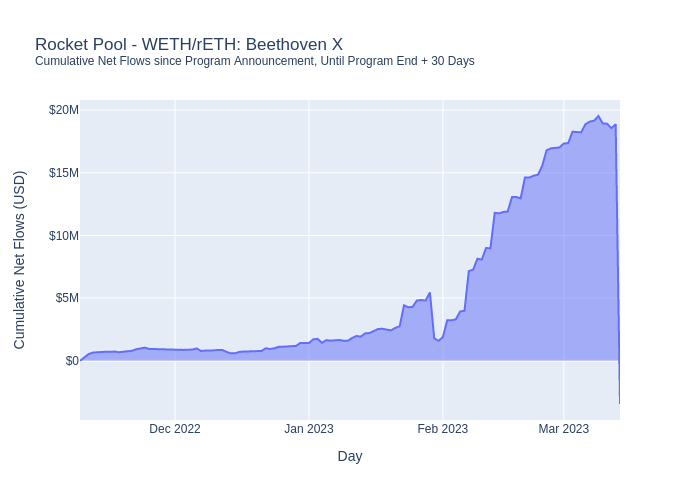 Rocket Pool - WETH/rETH: Beethoven X
Cumulative Net Flows since Program Announcement, Until Program End + 30 Days
Cumulative Net Flows (USD)
$20M
$15M
$10M
$5M
$0
Dec 2022
Jan 2023
Feb 2023
Mar 2023
Day